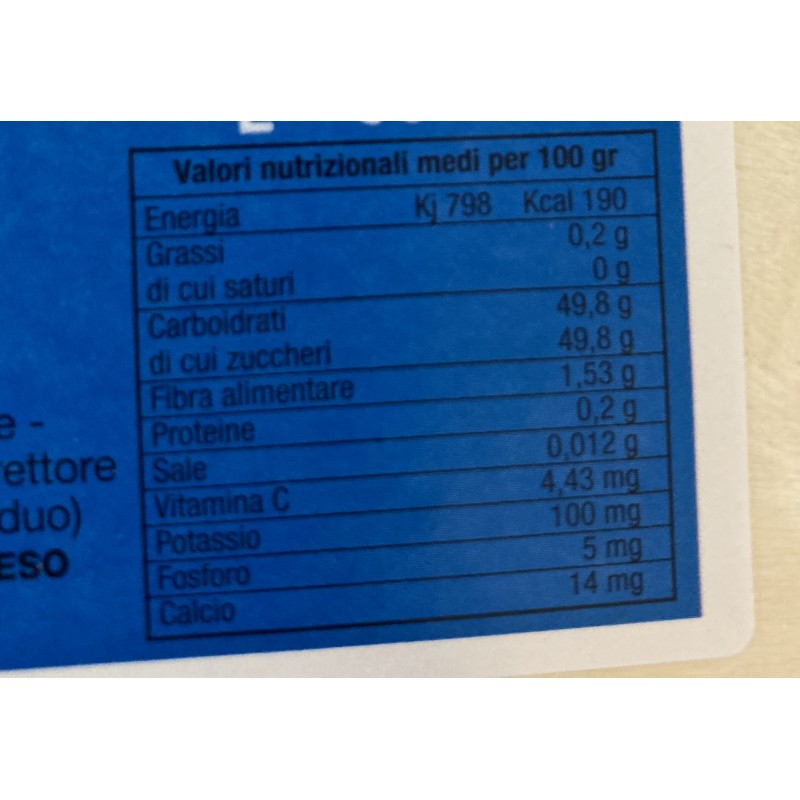 Valori nutrizionali medi per 100 gr
Energia Kj 798 Kcal 190
Grassi 0,2 g
di cui saturi 0 g
Carboidrati 49,8 g
di cui zuccheri 49,8 g
Fibra alimentare 1,53 g
Proteine 0,2 g
Sale 0,012 g
Vitamina C 4,43 mg
Potassio 100 mg
Fosforo 5 mg
Calcio 14 mg
e -
ettore
duo)
ESO